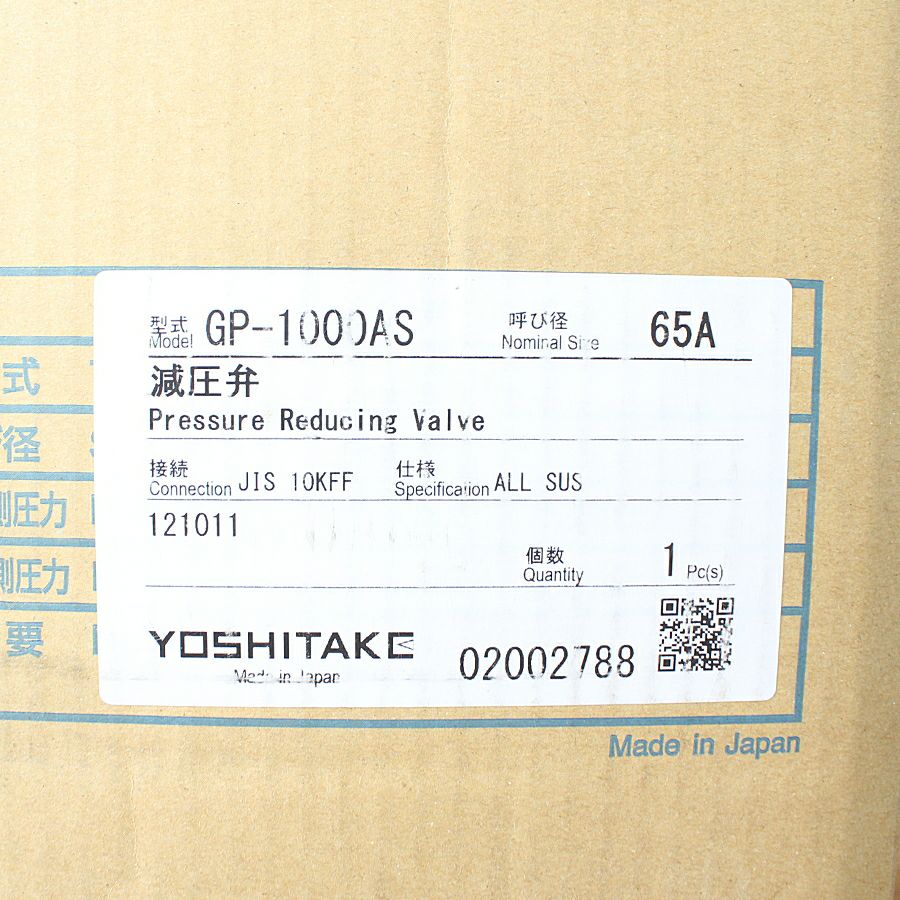 型式 Model GP-1000AS 呼び径 Nominal Size 65A
減圧弁
Pressure Reducing Valve
接続 Connection JIS 10KFF 仕様 Specification ALL SUS
121011
個数 Quantity 1 Pc(s)
YOSHITAKE
Made in Japan
02002788
式
径
側圧力
側圧力
要
Made in Japan